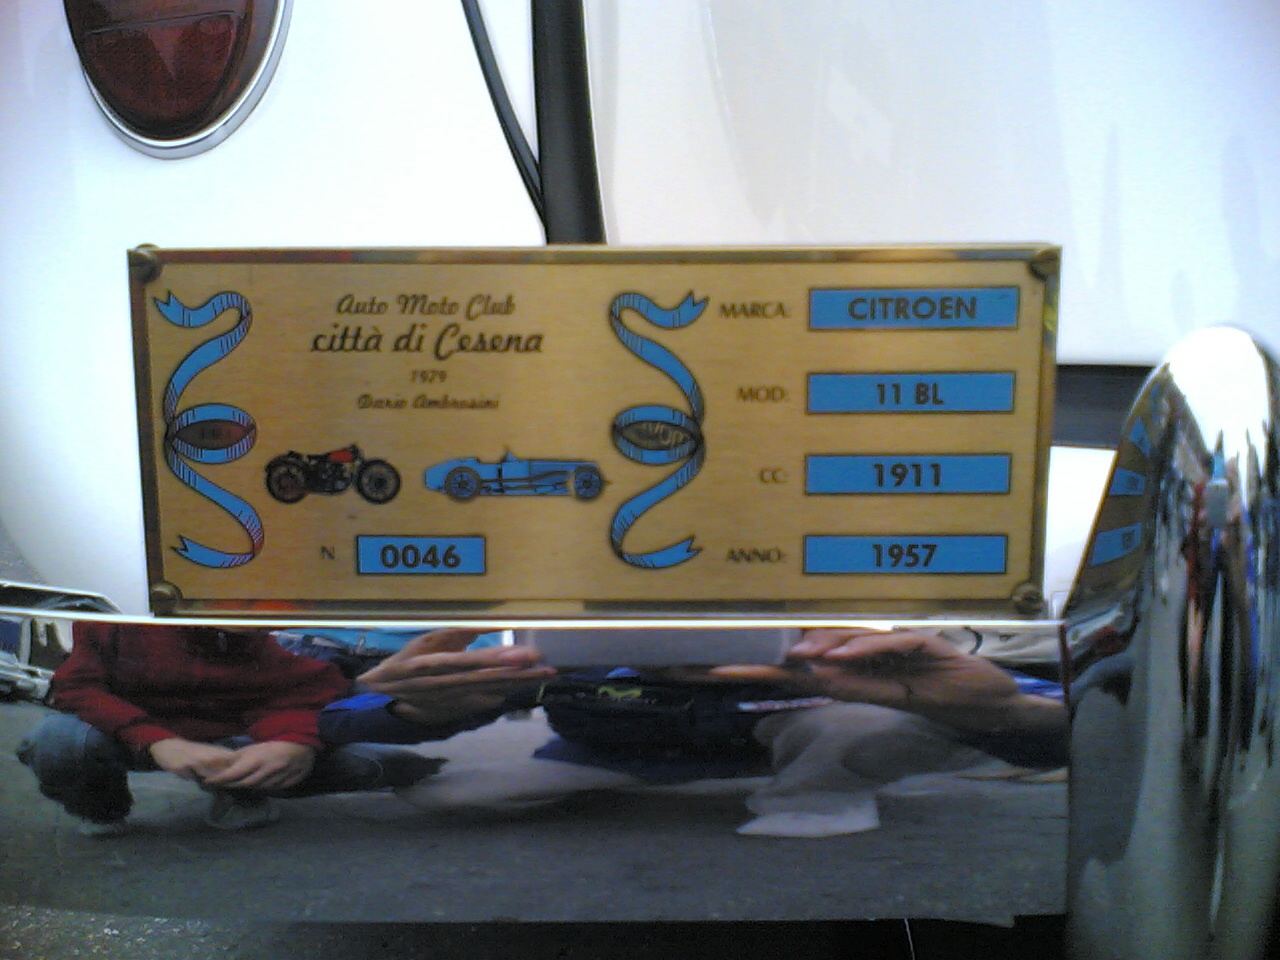 Auto Moto Club
città di Cesena
1979
Dario Ambrosini
N 0046
MARCA: CITROEN
MOD: 11 BL
CC: 1911
ANNO: 1957